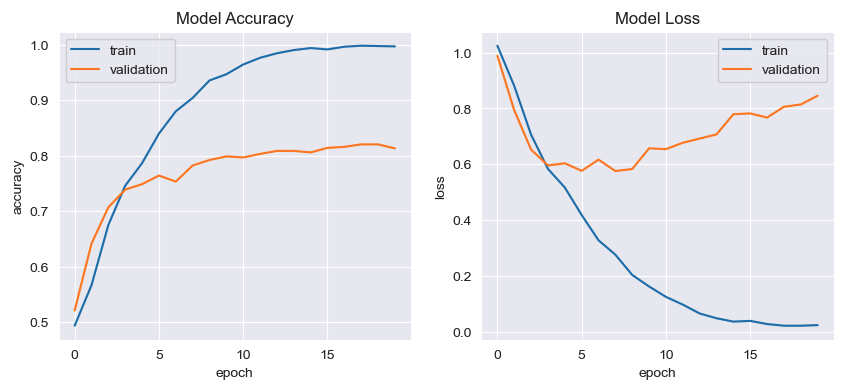 Model Accuracy
train
validation
1.0
0.9
0.8
0.7
0.6
0.5
accuracy
0
5
10
15
epoch
Model Loss
train
validation
1.0
0.8
0.6
0.4
0.2
0.0
loss
0
5
10
15
epoch